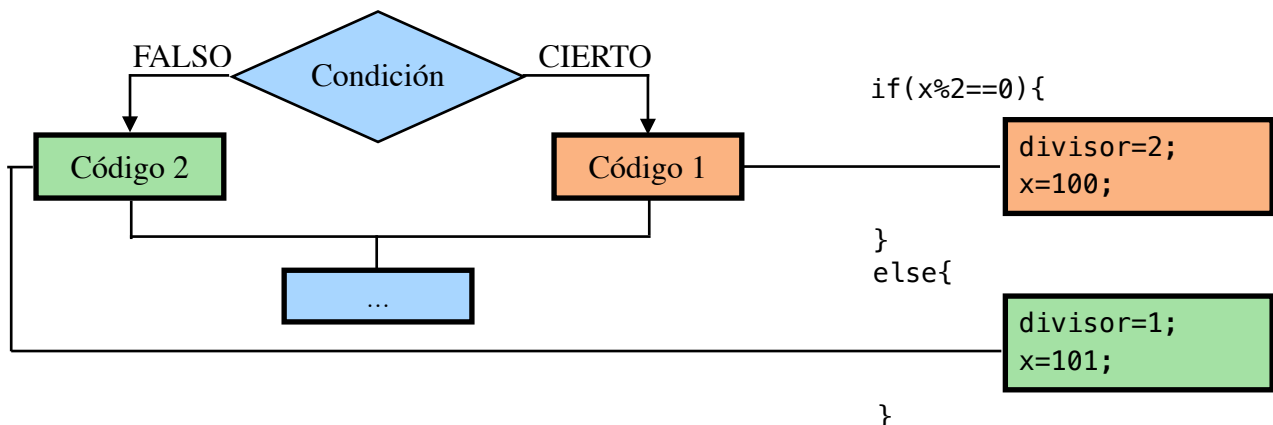 FALSO
CIERTO
Condición
Código 2
Código 1
...
if(x%2==0){
divisor=2;
x=100;
}
else{
divisor=1;
x=101;
}